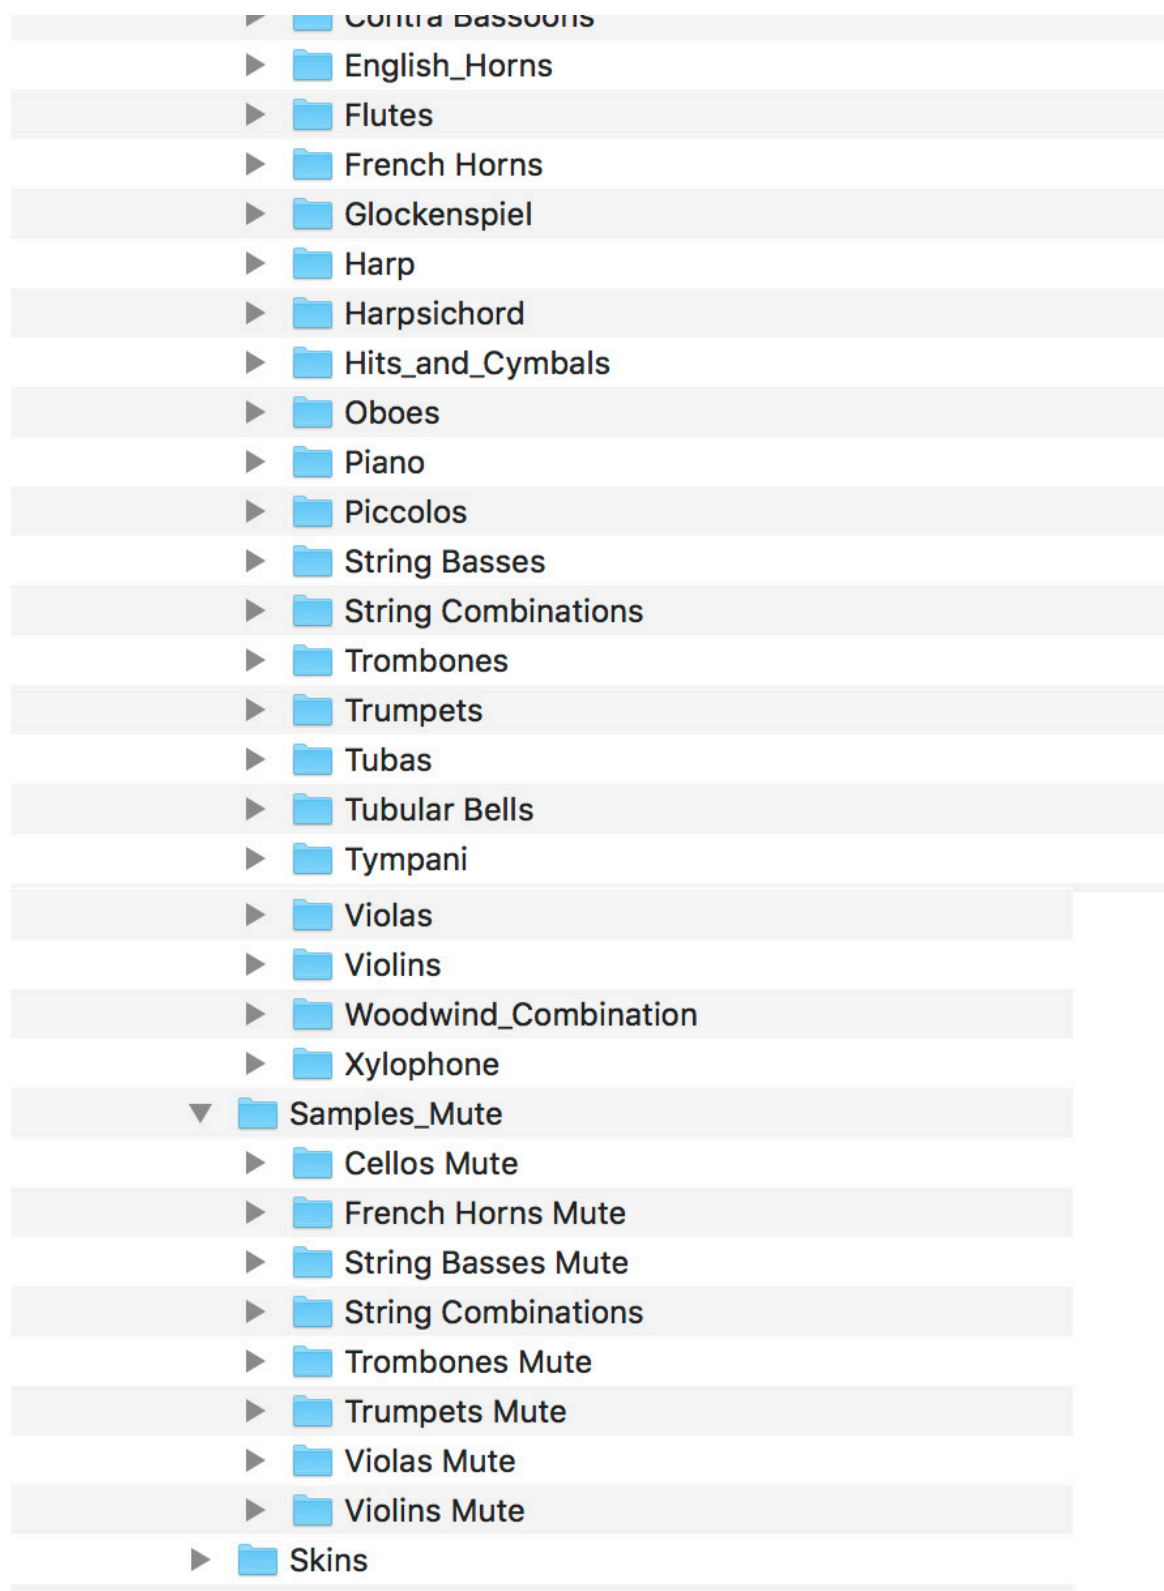 Contra Bassoons
English_Horns
Flutes
French Horns
Glockenspiel
Harp
Harpsichord
Hits_and_Cymbals
Oboes
Piano
Piccolos
String Basses
String Combinations
Trombones
Trumpets
Tubas
Tubular Bells
Tympani
Violas
Violins
Woodwind_Combination
Xylophone
Samples_Mute
Cellos Mute
French Horns Mute
String Basses Mute
String Combinations
Trombones Mute
Trumpets Mute
Violas Mute
Violins Mute
Skins